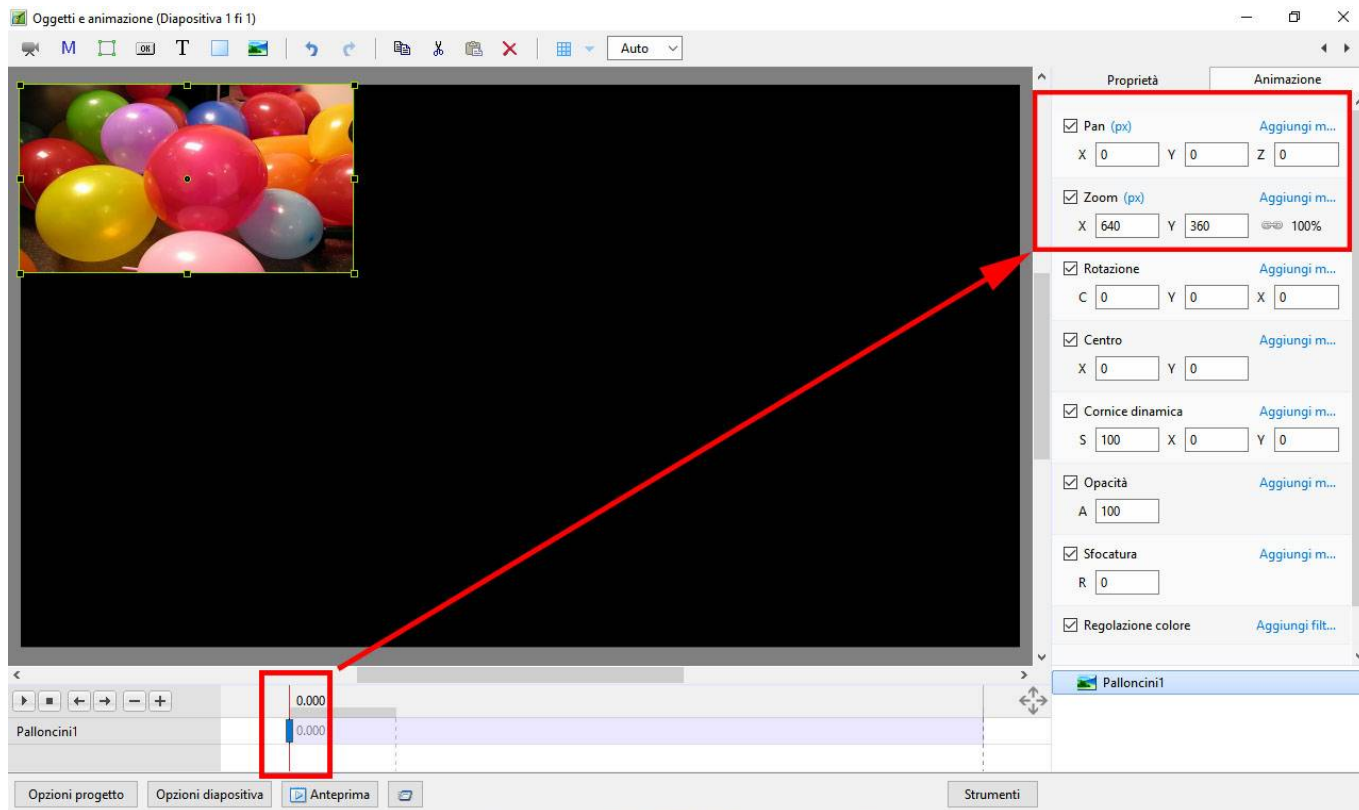 Oggetti e animazione (Diapositiva 1 fi 1)
M OK T Auto
Proprietà Animazione
Pan (px) Aggiungi m...
X 0 Y 0 Z 0
Zoom (px) Aggiungi m...
X 640 Y 360 100%
Rotazione Aggiungi m...
C 0 Y 0 X 0
Centro Aggiungi m...
X 0 Y 0
Cornice dinamica Aggiungi m...
S 100 X 0 Y 0
Opacità Aggiungi m...
A 100
Sfocatura Aggiungi m...
R 0
Regolazione colore Aggiungi filt...
Palloncini1
0.000
Palloncini1 0.000
Opzioni progetto Opzioni diapositiva Anteprima Strumenti